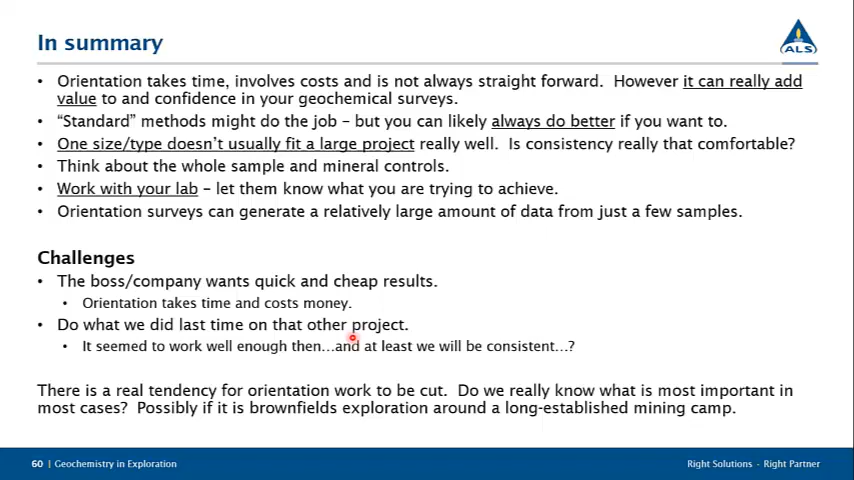 In summary
ALS
• Orientation takes time, involves costs and is not always straight forward.  However it can really add
value to and confidence in your geochemical surveys.
• “Standard” methods might do the job – but you can likely always do better if you want to.
• One size/type doesn’t usually fit a large project really well.  Is consistency really that comfortable?
• Think about the whole sample and mineral controls.
• Work with your lab – let them know what you are trying to achieve.
• Orientation surveys can generate a relatively large amount of data from just a few samples.
Challenges
• The boss/company wants quick and cheap results.
• Orientation takes time and costs money.
• Do what we did last time on that other project.
• It seemed to work well enough then…and at least we will be consistent…?
There is a real tendency for orientation work to be cut.  Do we really know what is most important in
most cases?  Possibly if it is brownfields exploration around a long-established mining camp.
60 | Geochemistry in Exploration
Right Solutions · Right Partner